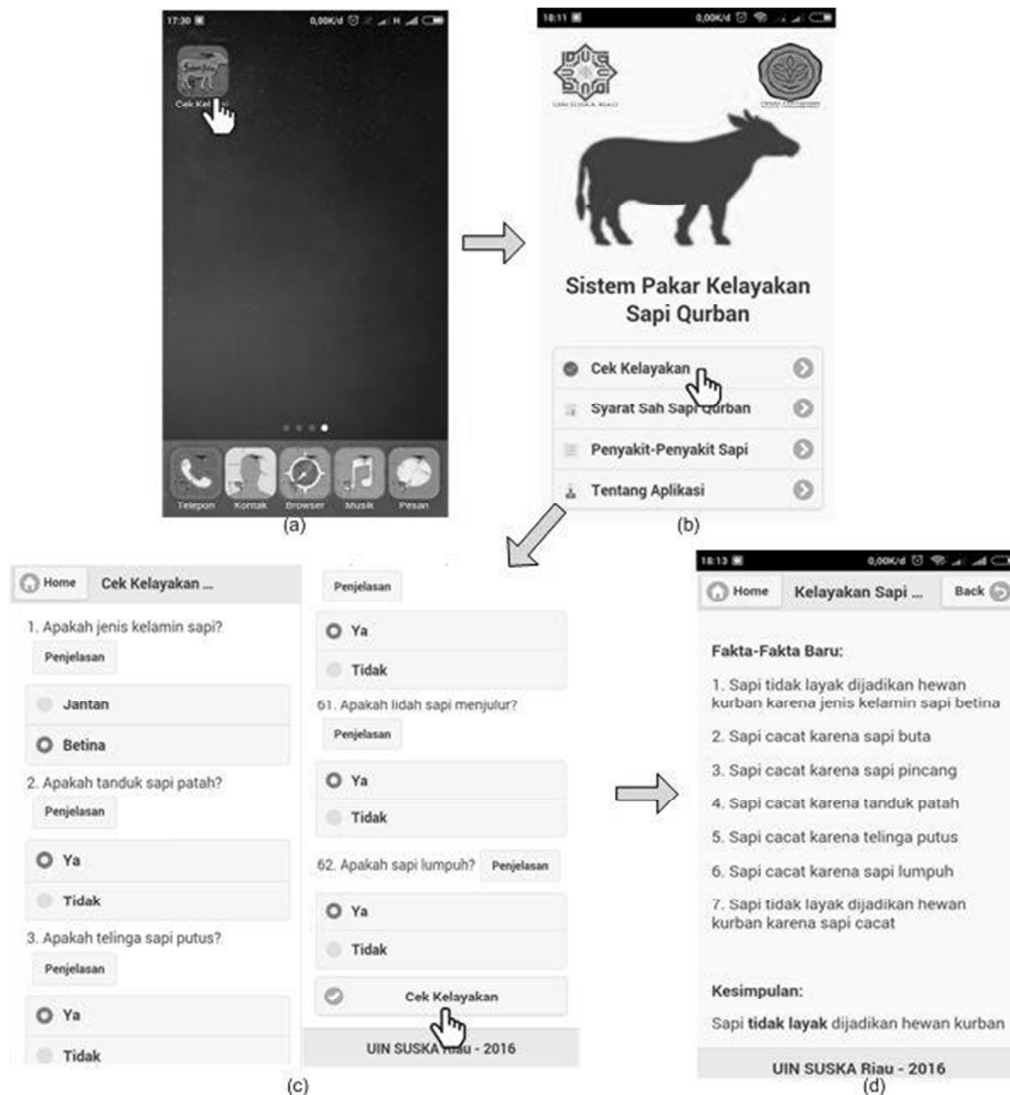 17:30
0,00K/d
H
Telepon
Kontak
Browser
Musik
Pesan
(a)
18:11
0,00K/d
UIN SUSKA RIAU
Sistem Pakar Kelayakan
Sapi Qurban
Cek Kelayakan
Syarat Sah Sapi Qurban
Penyakit-Penyakit Sapi
Tentang Aplikasi
(b)
Home
Cek Kelayakan ...
1. Apakah jenis kelamin sapi?
Penjelasan
Jantan
Betina
2. Apakah tanduk sapi patah?
Penjelasan
Ya
Tidak
3. Apakah telinga sapi putus?
Penjelasan
Ya
Tidak
Penjelasan
Ya
Tidak
61. Apakah lidah sapi menjulur?
Penjelasan
Ya
Tidak
62. Apakah sapi lumpuh? Penjelasan
Ya
Tidak
Cek Kelayakan
UIN SUSKA Riau - 2016
(c)
18:13
0,00K/d
Home
Kelayakan Sapi ...
Back
Fakta-Fakta Baru:
1. Sapi tidak layak dijadikan hewan
kurban karena jenis kelamin sapi betina
2. Sapi cacat karena sapi buta
3. Sapi cacat karena sapi pincang
4. Sapi cacat karena tanduk patah
5. Sapi cacat karena telinga putus
6. Sapi cacat karena sapi lumpuh
7. Sapi tidak layak dijadikan hewan
kurban karena sapi cacat
Kesimpulan:
Sapi tidak layak dijadikan hewan kurban
UIN SUSKA Riau - 2016
(d)